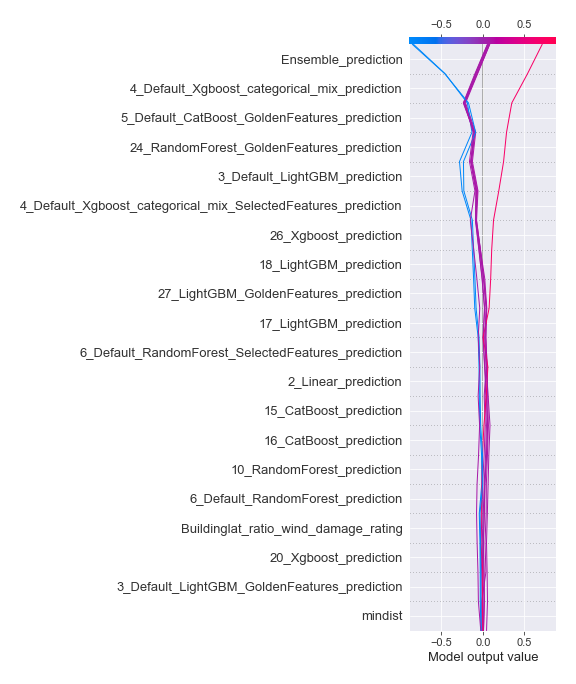 −0.5 0.0 0.5
Ensemble_prediction
4_Default_Xgboost_categorical_mix_prediction
5_Default_CatBoost_GoldenFeatures_prediction
24_RandomForest_GoldenFeatures_prediction
3_Default_LightGBM_prediction
4_Default_Xgboost_categorical_mix_SelectedFeatures_prediction
26_Xgboost_prediction
18_LightGBM_prediction
27_LightGBM_GoldenFeatures_prediction
17_LightGBM_prediction
6_Default_RandomForest_SelectedFeatures_prediction
2_Linear_prediction
15_CatBoost_prediction
16_CatBoost_prediction
10_RandomForest_prediction
6_Default_RandomForest_prediction
Buildinglat_ratio_wind_damage_rating
20_Xgboost_prediction
3_Default_LightGBM_GoldenFeatures_prediction
mindist
−0.5 0.0 0.5
Model output value